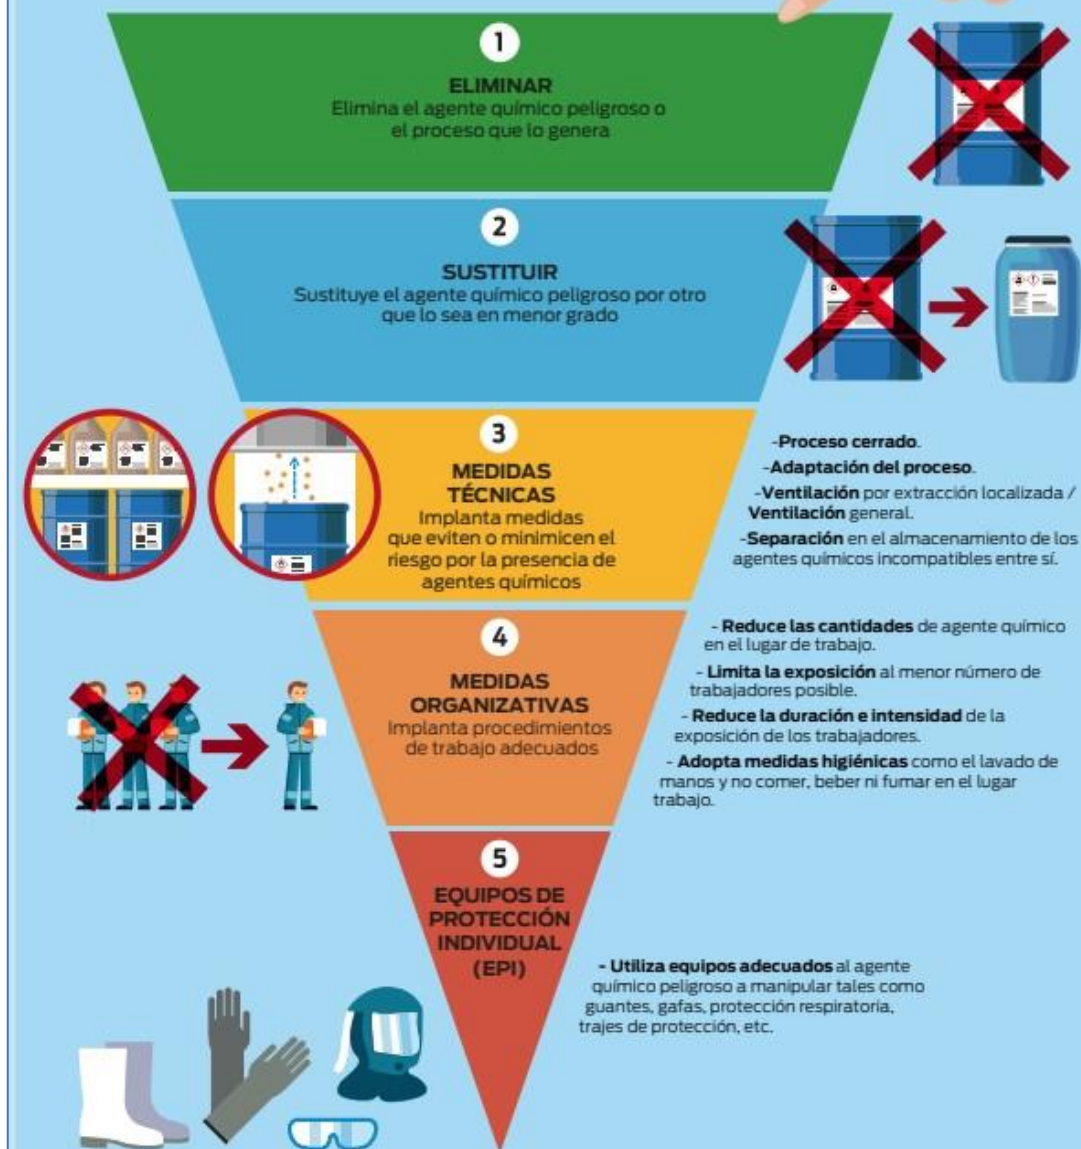 1
ELIMINAR
Elimina el agente químico peligroso o
el proceso que lo genera
2
SUSTITUIR
Sustituye el agente químico peligroso por otro
que lo sea en menor grado
3
MEDIDAS
TÉCNICAS
Implanta medidas
que eviten o minimicen el
riesgo por la presencia de
agentes químicos
-Proceso cerrado.
-Adaptación del proceso.
-Ventilación por extracción localizada /
Ventilación general.
-Separación en el almacenamiento de los
agentes químicos incompatibles entre sí.
4
MEDIDAS
ORGANIZATIVAS
Implanta procedimientos
de trabajo adecuados
- Reduce las cantidades de agente químico
en el lugar de trabajo.
- Limita la exposición al menor número de
trabajadores posible.
- Reduce la duración e intensidad de la
exposición de los trabajadores.
- Adopta medidas higiénicas como el lavado de
manos y no comer, beber ni fumar en el lugar
trabajo.
5
EQUIPOS DE
PROTECCIÓN
INDIVIDUAL
(EPI)
- Utiliza equipos adecuados al agente
químico peligroso a manipular tales como
guantes, gafas, protección respiratoria,
trajes de protección, etc.